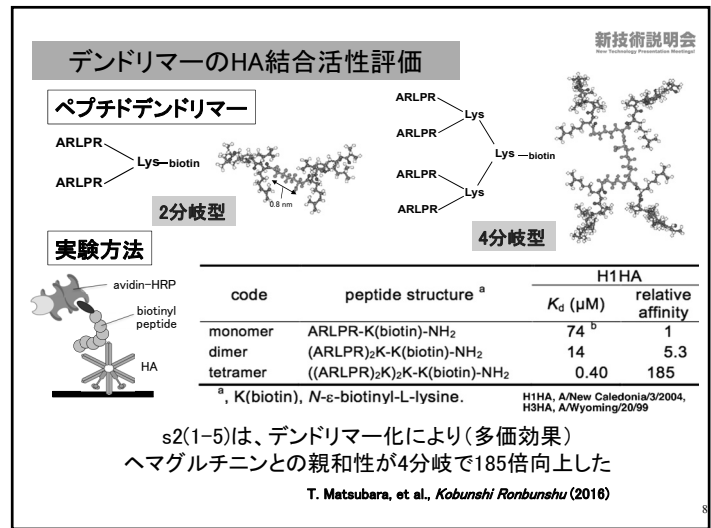 新技術説明会
New Technology Presentation Meetings!
デンドリマーのHA結合活性評価
ペプチドデンドリマー
ARLPR
ARLPR
Lys—biotin
0.8 nm
2分岐型
ARLPR
ARLPR
Lys
Lys —biotin
Lys
ARLPR
ARLPR
4分岐型
実験方法
avidin-HRP
biotinyl
peptide
HA
H1HA
code peptide structure a Kd (μM) relative affinity
monomer ARLPR-K(biotin)-NH2 74 b 1
dimer (ARLPR)2K-K(biotin)-NH2 14 5.3
tetramer ((ARLPR)2K)2K-K(biotin)-NH2 0.40 185
a, K(biotin), N-ε-biotinyl-L-lysine.
H1HA, A/New Caledonia/3/2004,
H3HA, A/Wyoming/20/99
s2(1-5)は、デンドリマー化により(多価効果)
ヘマグルチニンとの親和性が4分岐で185倍向上した
T. Matsubara, et al., Kobunshi Ronbunshu (2016)
8